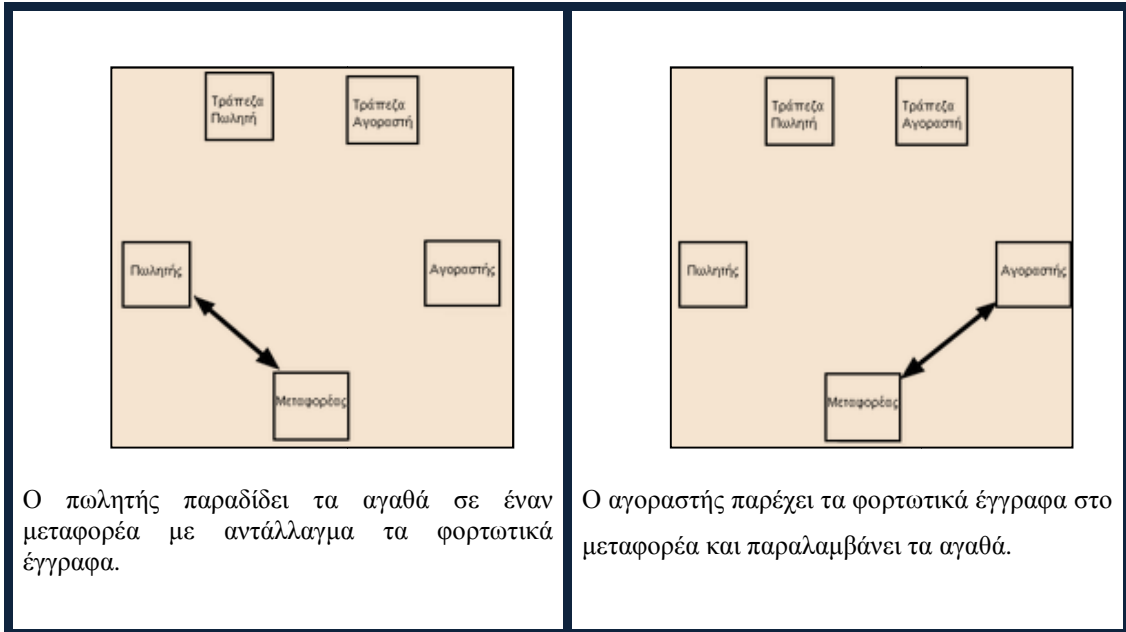 Τράπεζα
Πωλητή
Τράπεζα
Αγοραστή
Πωλητής
Αγοραστής
Μεταφορέας
Ο πωλητής παραδίδει τα αγαθά σε έναν
μεταφορέα με αντάλλαγμα τα φορτωτικά
έγγραφα.
Τράπεζα
Πωλητή
Τράπεζα
Αγοραστή
Πωλητής
Αγοραστής
Μεταφορέας
Ο αγοραστής παρέχει τα φορτωτικά έγγραφα στο
μεταφορέα και παραλαμβάνει τα αγαθά.